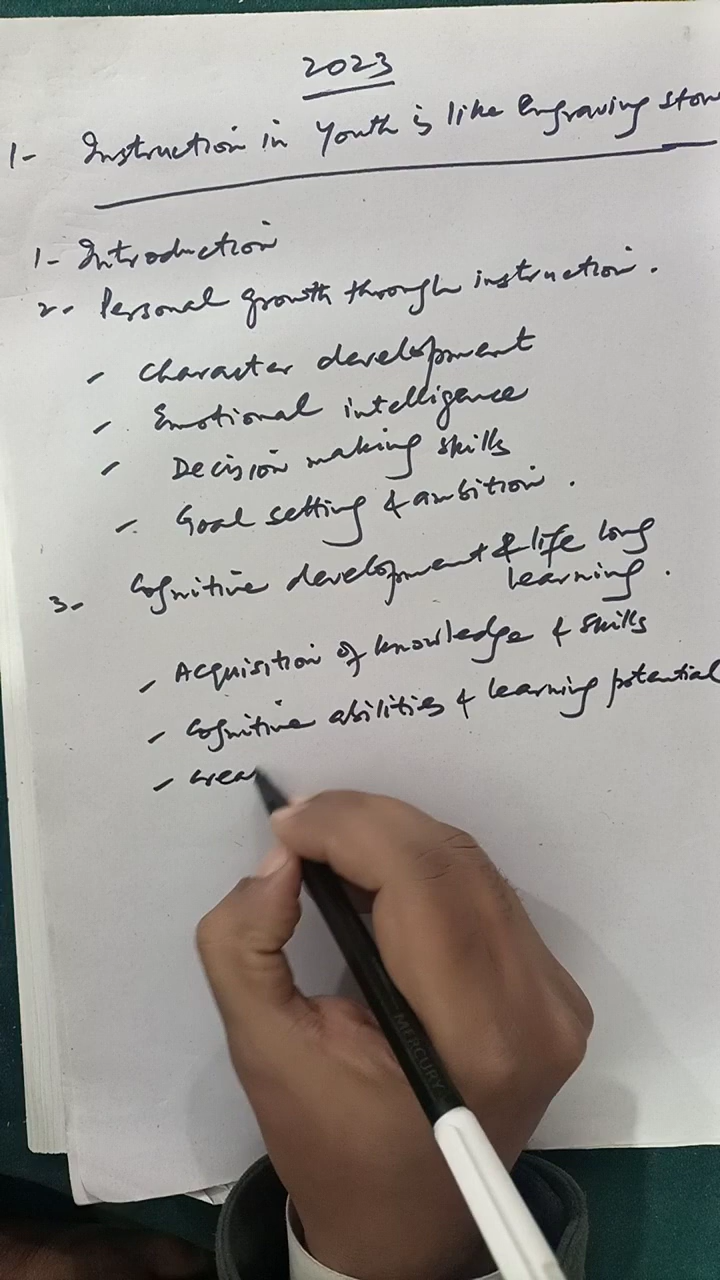 2023
1- Instruction in Youth is like Engraving stone
1- Introduction
2- Personal growth through instruction.
- Character development
- Emotional intelligence
- Decision making skills
- Goal setting & ambition.
3- Cognitive development & life long
learning.
- Acquisition of knowledge & skills
- Cognitive abilities & learning potential
- Crea
MERCURY